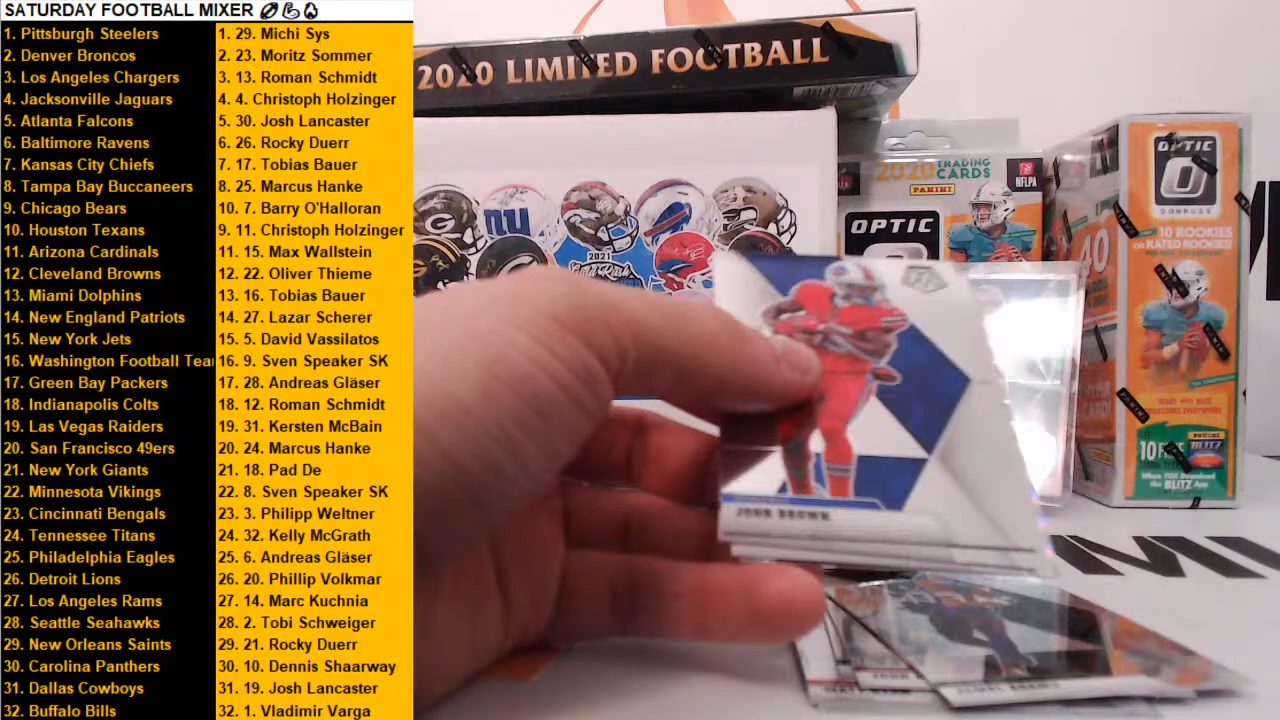 SATURDAY FOOTBALL MIXER 🏈💪🔥
1. Pittsburgh Steelers
2. Denver Broncos
3. Los Angeles Chargers
4. Jacksonville Jaguars
5. Atlanta Falcons
6. Baltimore Ravens
7. Kansas City Chiefs
8. Tampa Bay Buccaneers
9. Chicago Bears
10. Houston Texans
11. Arizona Cardinals
12. Cleveland Browns
13. Miami Dolphins
14. New England Patriots
15. New York Jets
16. Washington Football Tea
17. Green Bay Packers
18. Indianapolis Colts
19. Las Vegas Raiders
20. San Francisco 49ers
21. New York Giants
22. Minnesota Vikings
23. Cincinnati Bengals
24. Tennessee Titans
25. Philadelphia Eagles
26. Detroit Lions
27. Los Angeles Rams
28. Seattle Seahawks
29. New Orleans Saints
30. Carolina Panthers
31. Dallas Cowboys
32. Buffalo Bills
1. 29. Michi Sys
2. 23. Moritz Sommer
3. 13. Roman Schmidt
4. 4. Christoph Holzinger
5. 30. Josh Lancaster
6. 26. Rocky Duerr
7. 17. Tobias Bauer
8. 25. Marcus Hanke
10. 7. Barry O'Halloran
9. 11. Christoph Holzinger
11. 15. Max Wallstein
12. 22. Oliver Thieme
13. 16. Tobias Bauer
14. 27. Lazar Scherer
15. 5. David Vassilatos
16. 9. Sven Speaker SK
17. 28. Andreas Gläser
18. 12. Roman Schmidt
19. 31. Kersten McBain
20. 24. Marcus Hanke
21. 18. Pad De
22. 8. Sven Speaker SK
23. 3. Philipp Weltner
24. 32. Kelly McGrath
25. 6. Andreas Gläser
26. 20. Phillip Volkmar
27. 14. Marc Kuchnia
28. 2. Tobi Schweiger
29. 21. Rocky Duerr
30. 10. Dennis Shaarway
31. 19. Josh Lancaster
32. 1. Vladimir Varga
2020 LIMITED FOOTBALL
2021
2020 TRADING
CARDS
PANINI
NFLPA
OPTIC
OPTIC
DONRUSS
10 ROOKIES
OR RATED ROOKIES
40
PANINI
BLITZ
10
BLITZ App
JOHN BROWN